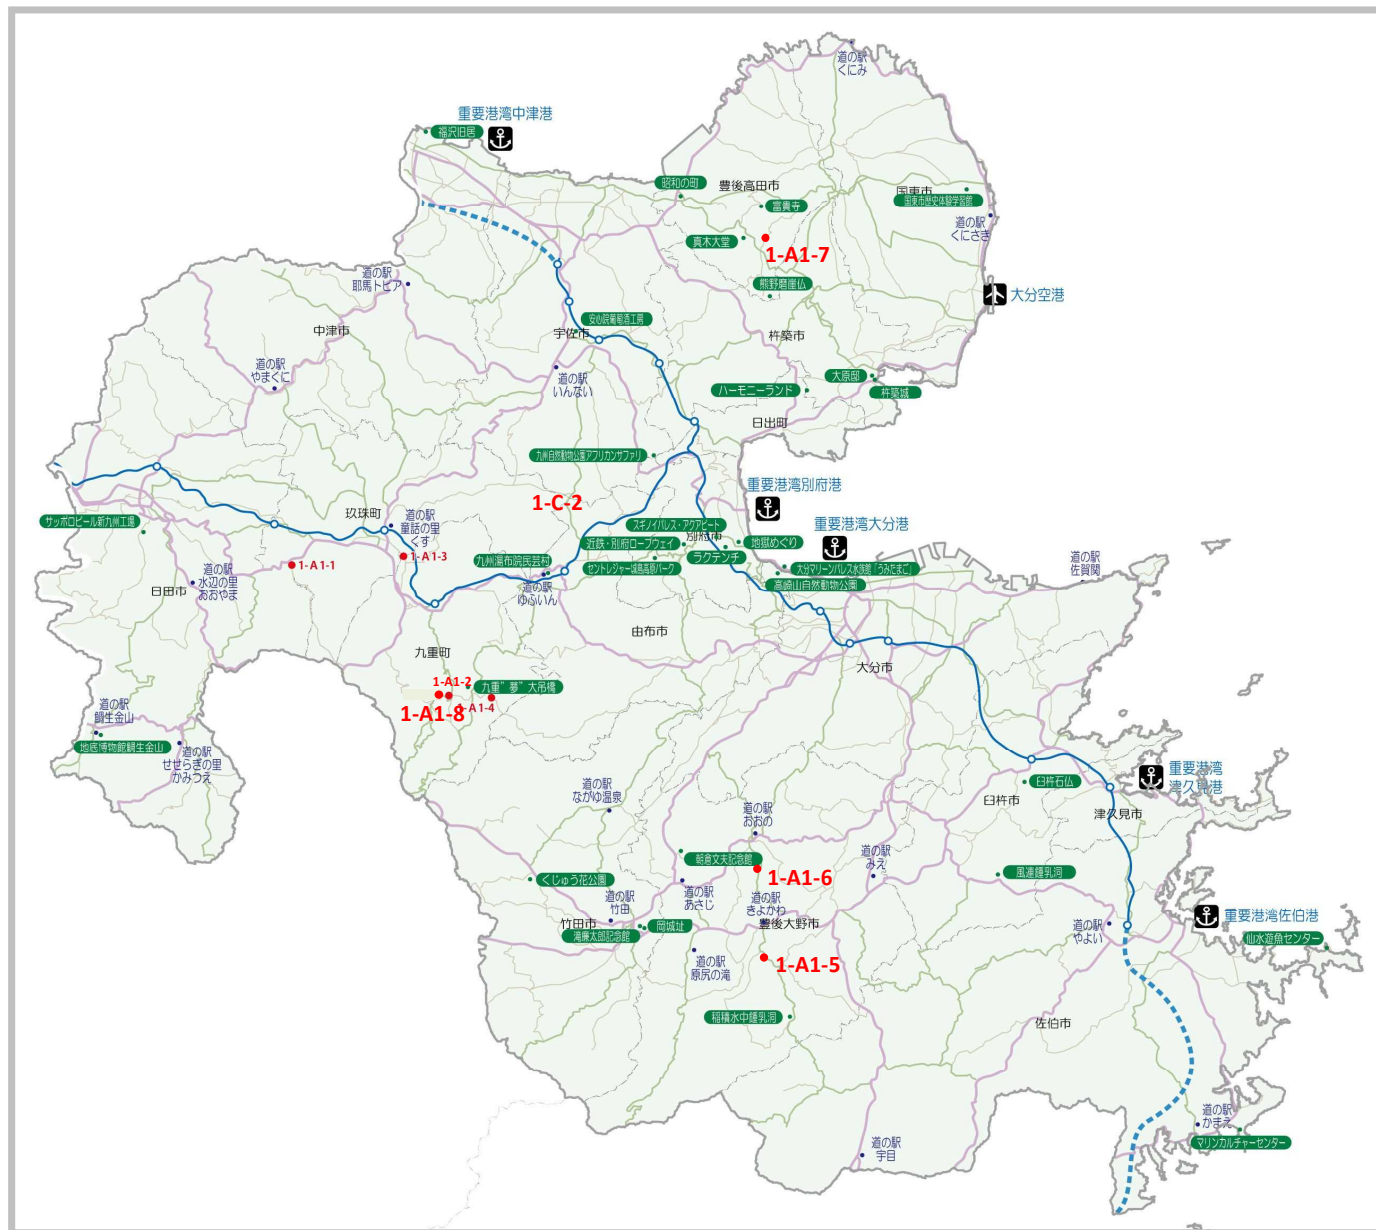 道の駅
くにみ
重要港湾中津港
福沢旧居
昭和の町
豊後高田市
富貴寺
国東市
国東市歴史体験学習館
道の駅
くにさき
真木大堂
1-A1-7
熊野磨崖仏
大分空港
道の駅
耶馬トピア
中津市
安心院葡萄酒工房
宇佐市
杵築市
道の駅
やまくに
道の駅
いんない
大原邸
ハーモニーランド
杵築城
日出町
九州自然動物公園アフリカンサファリ
重要港湾別府港
1-C-2
玖珠町
道の駅
童話の里
くす
サッポロビール新九州工場
スギノイパレス・アクアビート
別府市
重要港湾大分港
近鉄・別府ロープウェイ
地獄めぐり
ラクテンチ
1-A1-3
1-A1-1
九州湯布院民芸村
セントレジャー城島高原パーク
大分マリーンパレス水族館「うみたまご」
高崎山自然動物公園
道の駅
佐賀関
道の駅
水辺の里
おおやま
日田市
道の駅
ゆふいん
由布市
九重町
大分市
1-A1-2
九重"夢"大吊橋
1-A1-8
1-A1-4
道の駅
鯛生金山
地底博物館鯛生金山
道の駅
せせらぎの里
かみつえ
重要港湾
津久見港
臼杵石仏
道の駅
ながゆ温泉
臼杵市
津久見市
道の駅
おおの
朝倉文夫記念館
道の駅
みえ
1-A1-6
風連鍾乳洞
くじゅう花公園
道の駅
あさじ
道の駅
竹田
道の駅
きよかわ
重要港湾佐伯港
竹田市
岡城址
豊後大野市
道の駅
やよい
滝廉太郎記念館
仙水遊魚センター
道の駅
原尻の滝
1-A1-5
稲積水中鍾乳洞
佐伯市
道の駅
かまえ
マリンカルチャーセンター
道の駅
宇目